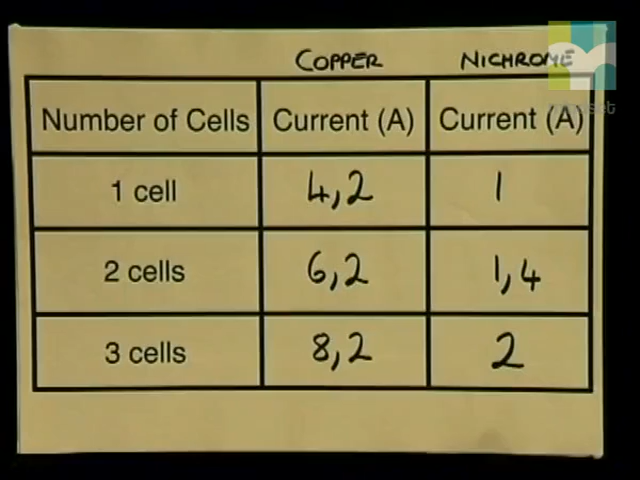 COPPER NICHROME
Number of Cells Current (A) Current (A)
1 cell 4,2 1
2 cells 6,2 1,4
3 cells 8,2 2